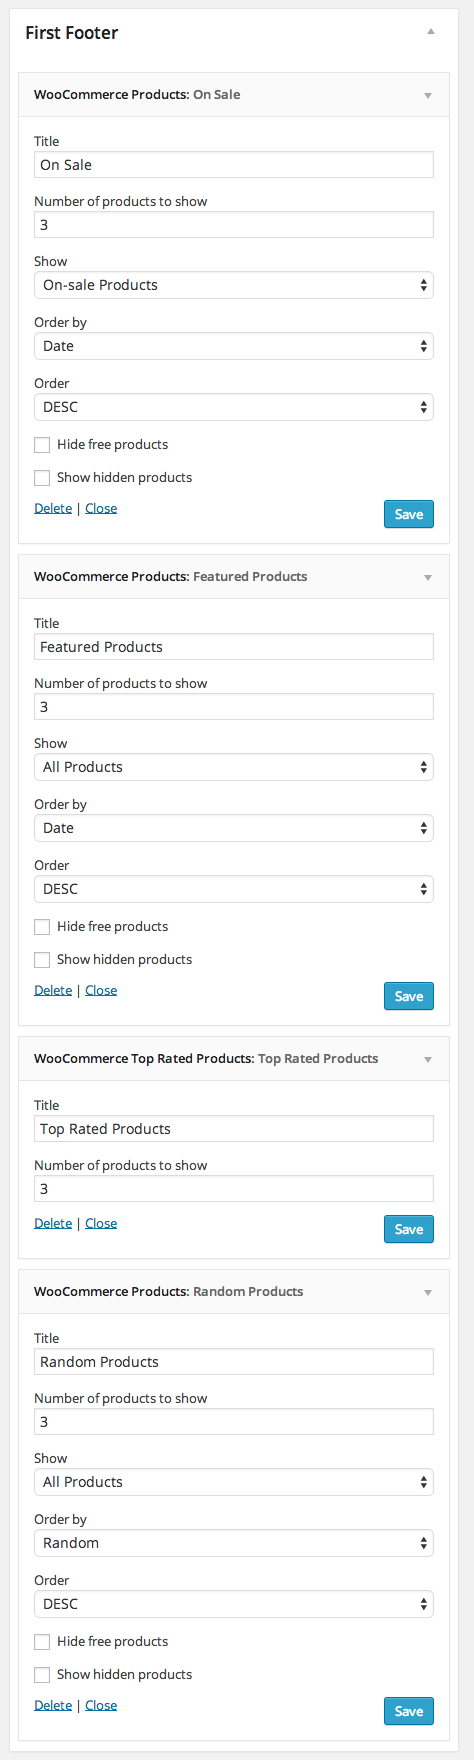 First Footer
WooCommerce Products: On Sale
Title
On Sale
Number of products to show
3
Show
On-sale Products
Order by
Date
Order
DESC
Hide free products
Show hidden products
Delete | Close
Save
WooCommerce Products: Featured Products
Title
Featured Products
Number of products to show
3
Show
All Products
Order by
Date
Order
DESC
Hide free products
Show hidden products
Delete | Close
Save
WooCommerce Top Rated Products: Top Rated Products
Title
Top Rated Products
Number of products to show
3
Delete | Close
Save
WooCommerce Products: Random Products
Title
Random Products
Number of products to show
3
Show
All Products
Order by
Random
Order
DESC
Hide free products
Show hidden products
Delete | Close
Save